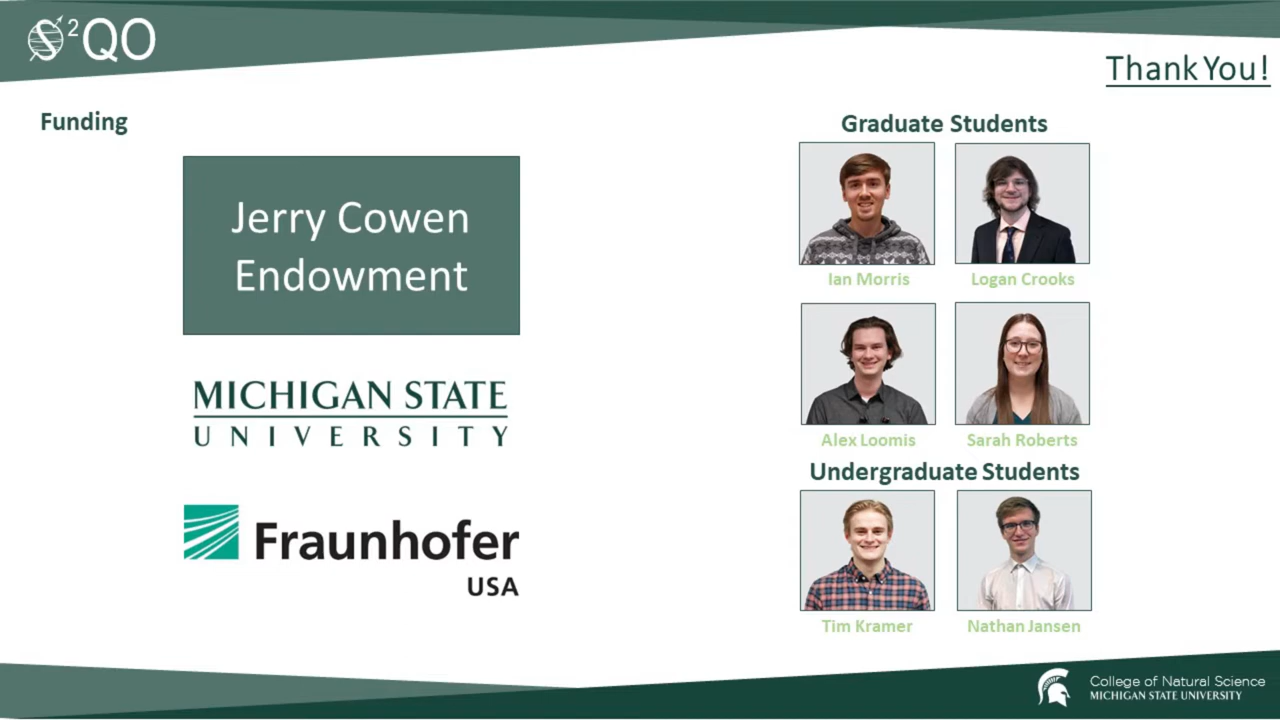 S²QO
Thank You!
Funding
Jerry Cowen
Endowment
MICHIGAN STATE
UNIVERSITY
Fraunhofer
USA
Graduate Students
Ian Morris
Logan Crooks
Alex Loomis
Sarah Roberts
Undergraduate Students
Tim Kramer
Nathan Jansen
College of Natural Science
MICHIGAN STATE UNIVERSITY